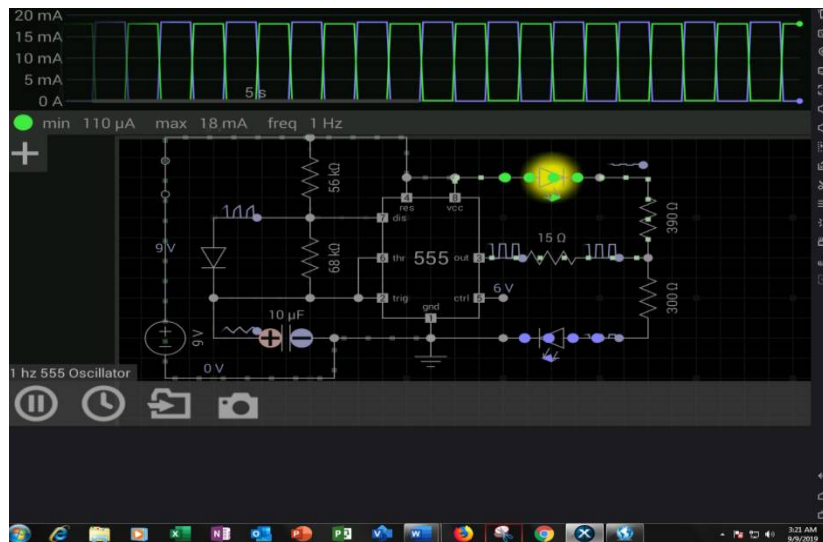 20 mA
15 mA
10 mA
5 mA
0 A
5 s
min 110 µA max 18 mA freq 1 Hz
56 kΩ
4 res
8 vcc
390 Ω
7 dis
15 Ω
9 V
68 kΩ
6 thr
555
out 3
300 Ω
6 V
2 trig
ctrl 5
10 µF
gnd 1
9 V
0 V
1 hz 555 Oscillator
3:21 AM
9/9/2019